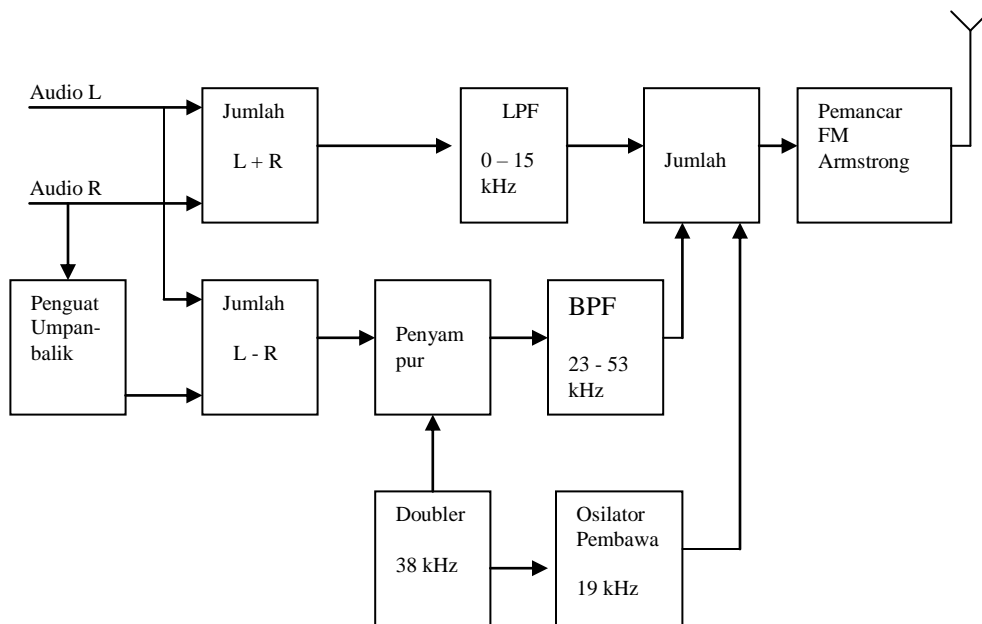 Audio L
Jumlah
L + R
LPF
0 – 15
kHz
Jumlah
Pemancar
FM
Armstrong
Audio R
Penguat
Umpan-
balik
Jumlah
L - R
Penyam
pur
BPF
23 - 53
kHz
Doubler
38 kHz
Osilator
Pembawa
19 kHz